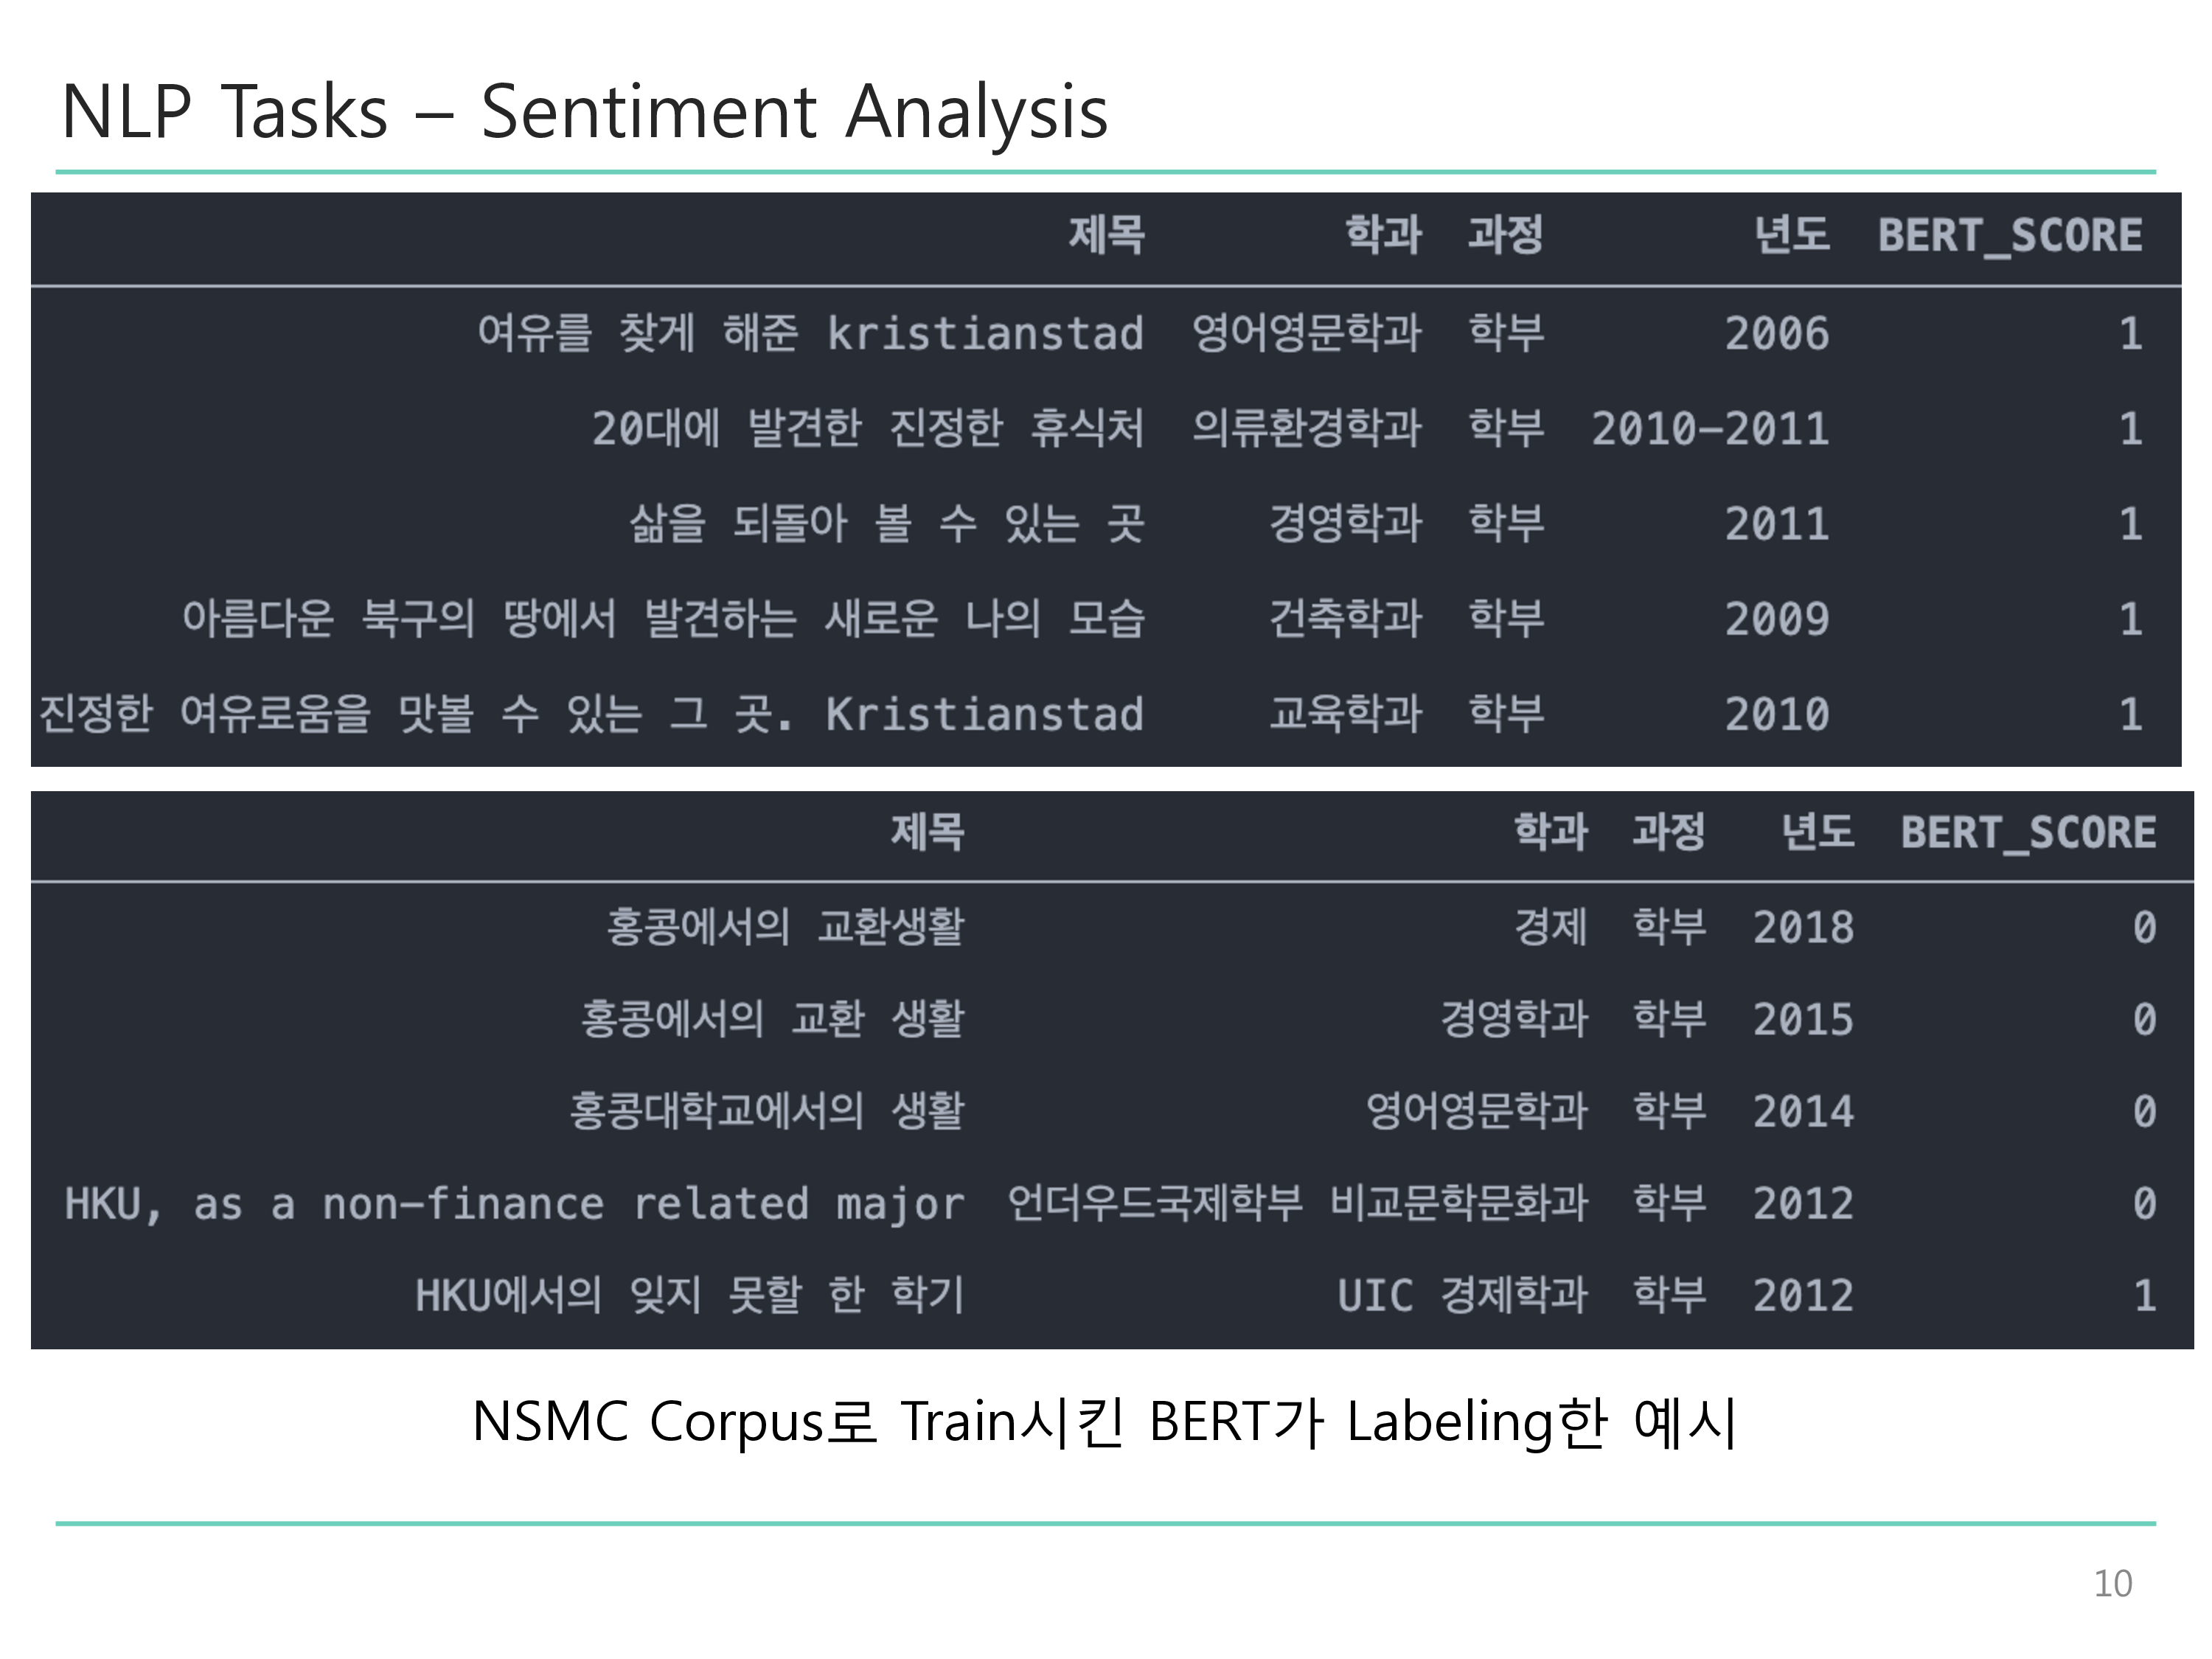 NLP Tasks – Sentiment Analysis
제목 학과 과정 년도 BERT_SCORE
여유를 찾게 해준 kristianstad 영어영문학과 학부 2006 1
20대에 발견한 진정한 휴식처 의류환경학과 학부 2010-2011 1
삶을 되돌아 볼 수 있는 곳 경영학과 학부 2011 1
아름다운 북구의 땅에서 발견하는 새로운 나의 모습 건축학과 학부 2009 1
진정한 여유로움을 맛볼 수 있는 그 곳. Kristianstad 교육학과 학부 2010 1
제목 학과 과정 년도 BERT_SCORE
홍콩에서의 교환생활 경제 학부 2018 0
홍콩에서의 교환 생활 경영학과 학부 2015 0
홍콩대학교에서의 생활 영어영문학과 학부 2014 0
HKU, as a non-finance related major 언더우드국제학부 비교문학문화과 학부 2012 0
HKU에서의 잊지 못할 한 학기 UIC 경제학과 학부 2012 1
NSMC Corpus로 Train시킨 BERT가 Labeling한 예시
10